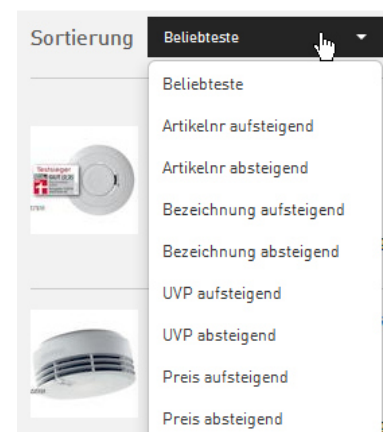 Sortierung
Beliebteste
Beliebteste
Artikelnr aufsteigend
Artikelnr absteigend
Bezeichnung aufsteigend
Bezeichnung absteigend
UVP aufsteigend
UVP absteigend
Preis aufsteigend
Preis absteigend
Testsieger